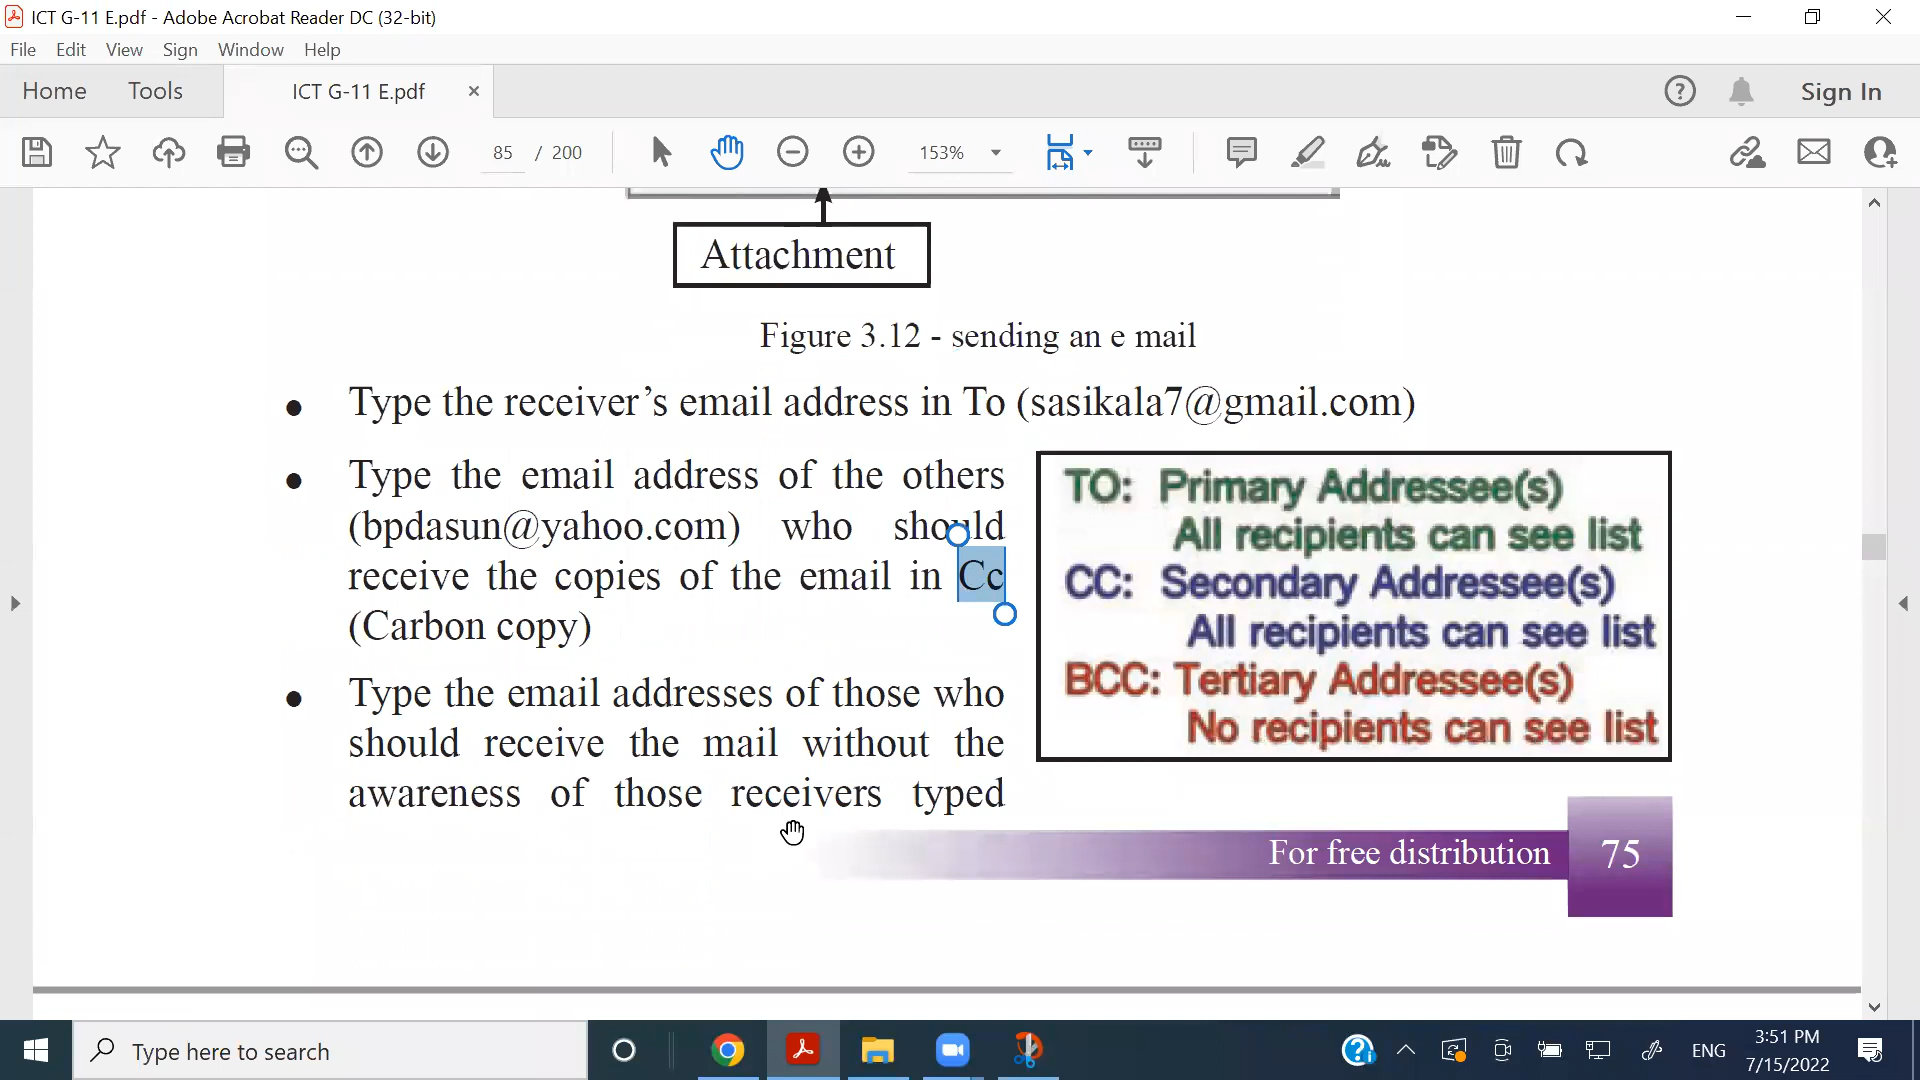 ICT G-11 E.pdf - Adobe Acrobat Reader DC (32-bit)
File Edit View Sign Window Help
Home Tools ICT G-11 E.pdf × Sign In
85 / 200 153%
Attachment
Figure 3.12 - sending an e mail
• Type the receiver’s email address in To (sasikala7@gmail.com)
• Type the email address of the others
(bpdasun@yahoo.com) who should
receive the copies of the email in Cc
(Carbon copy)
• Type the email addresses of those who
should receive the mail without the
awareness of those receivers typed
TO: Primary Addressee(s)
All recipients can see list
CC: Secondary Addressee(s)
All recipients can see list
BCC: Tertiary Addressee(s)
No recipients can see list
For free distribution 75
Type here to search
ENG
3:51 PM
7/15/2022